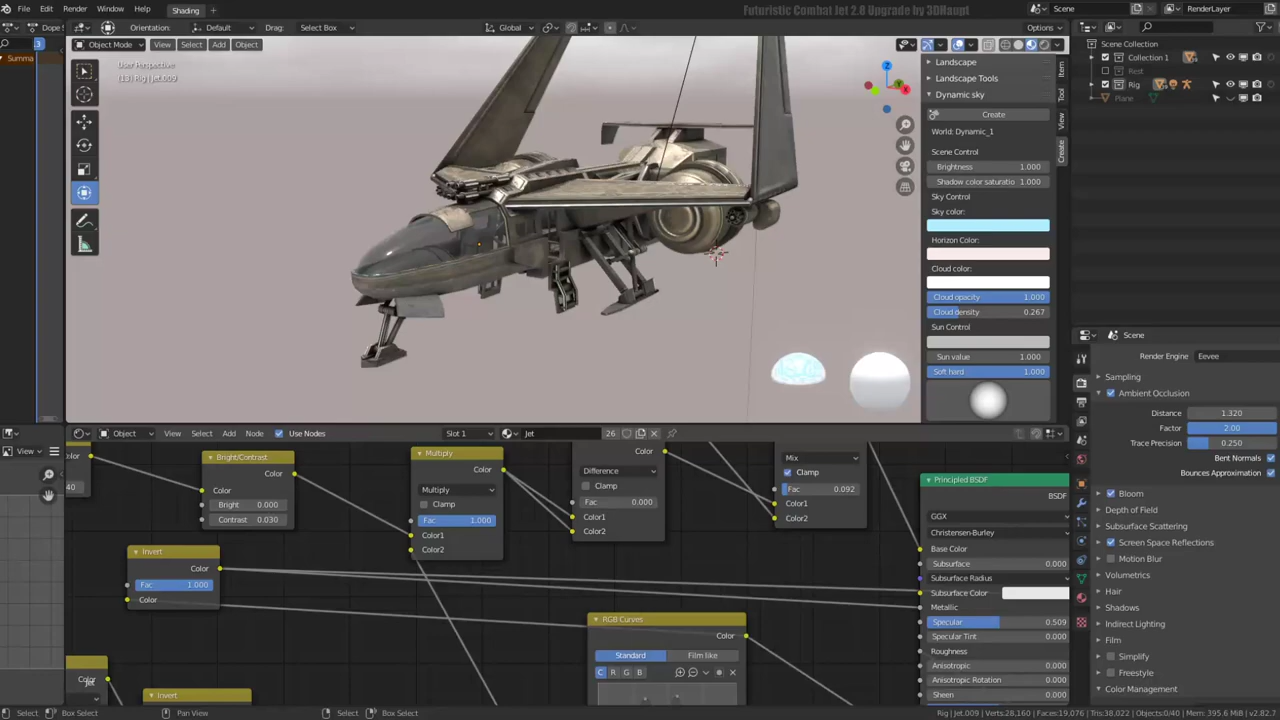 File Edit Render Window Help Shading +
Futuristic Combat Jet 2.8 Upgrade by 3DHaupt
Scene RenderLayer
Dope S
Orientation: Default Drag: Select Box Global Options
3
Summa
Object Mode View Select Add Object
User Perspective
(13) Rig | Jet.009
Z
Y
X
Landscape
Landscape Tools
Dynamic sky
Create
World: Dynamic_1
Scene Control
Brightness 1.000
Shadow color saturatio 1.000
Sky Control
Sky color:
Horizon Color:
Cloud color:
Cloud opacity 1.000
Cloud density 0.267
Sun Control
Sun value 1.000
Soft hard 1.000
Item
Tool
View
Create
Scene Collection
Collection 1
Rest
Rig
Plane
Scene
Render Engine Eevee
Sampling
Ambient Occlusion
Distance 1.320
Factor 2.00
Trace Precision 0.250
Bent Normals
Bounces Approximation
Bloom
Depth of Field
Subsurface Scattering
Screen Space Reflections
Motion Blur
Volumetrics
Hair
Shadows
Indirect Lighting
Film
Simplify
Freestyle
Color Management
View
Object View Select Add Node Use Nodes Slot 1 Jet 26
Color
40
Bright/Contrast
Color
Color
Bright 0.000
Contrast 0.030
Multiply
Color
Multiply
Clamp
Fac 1.000
Color1
Color2
Color
Difference
Clamp
Fac 0.000
Color1
Color2
Mix
Clamp
Fac 0.092
Color1
Color2
Invert
Color
Fac 1.000
Color
RGB Curves
Color
Standard Film like
C R G B
Principled BSDF
BSDF
GGX
Christensen-Burley
Base Color
Subsurface 0.000
Subsurface Radius
Subsurface Color
Metallic
Specular 0.509
Specular Tint 0.000
Roughness
Anisotropic 0.000
Anisotropic Rotation 0.000
Sheen 0.000
Jet
Invert
Select Box Select Pan View Select Box Select
Rig | Jet.009 | Verts:28,160 | Faces:19,076 | Tris:38,022 | Objects:0/40 | Mem: 395.6 MiB | v2.82.7